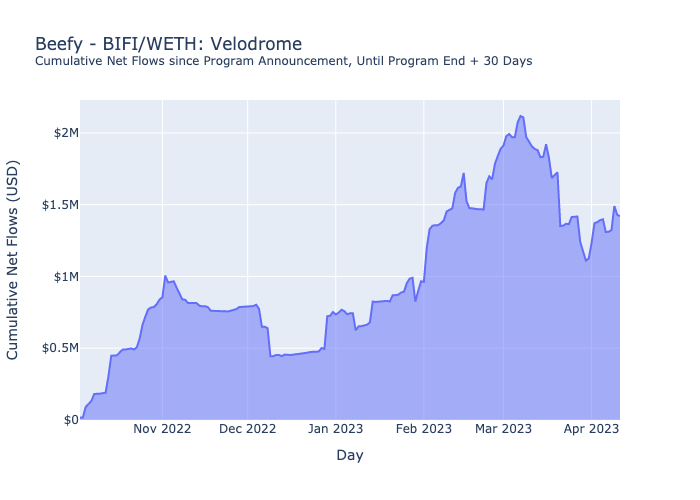 Beefy - BIFI/WETH: Velodrome
Cumulative Net Flows since Program Announcement, Until Program End + 30 Days
Cumulative Net Flows (USD)
$2M
$1.5M
$1M
$0.5M
$0
Nov 2022 Dec 2022 Jan 2023 Feb 2023 Mar 2023 Apr 2023
Day